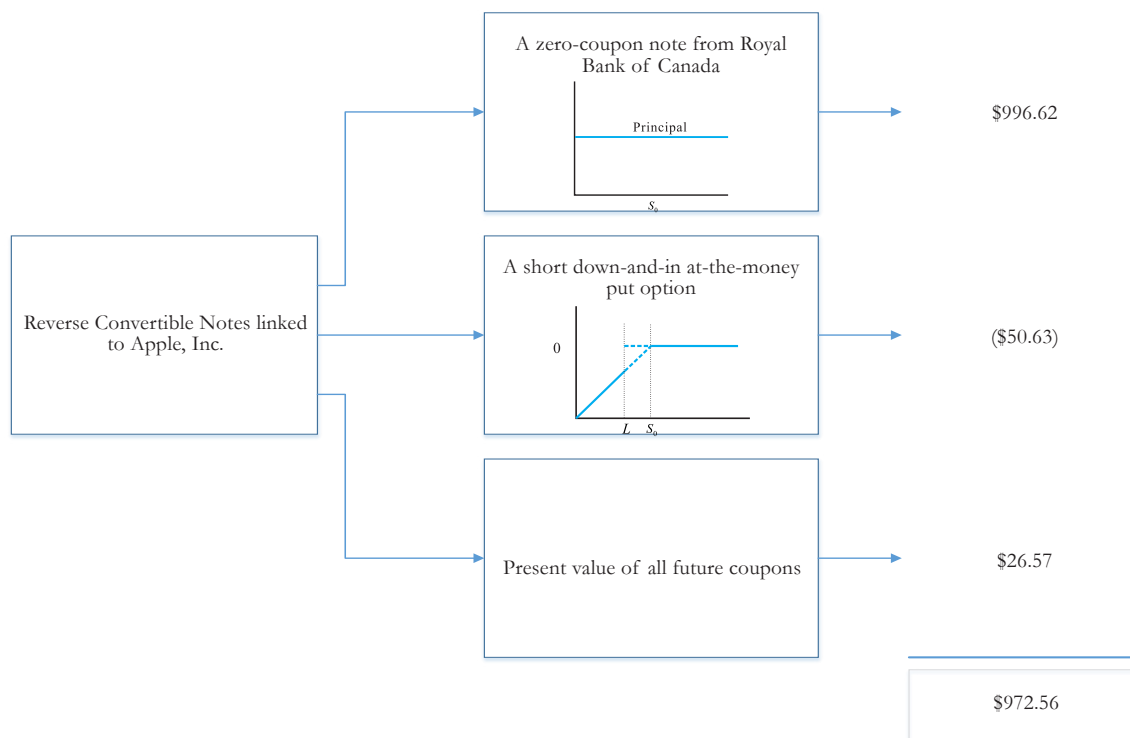 A zero-coupon note from Royal
Bank of Canada
Principal
S₀
$996.62
Reverse Convertible Notes linked
to Apple, Inc.
A short down-and-in at-the-money
put option
0
L S₀
($50.63)
Present value of all future coupons
$26.57
$972.56